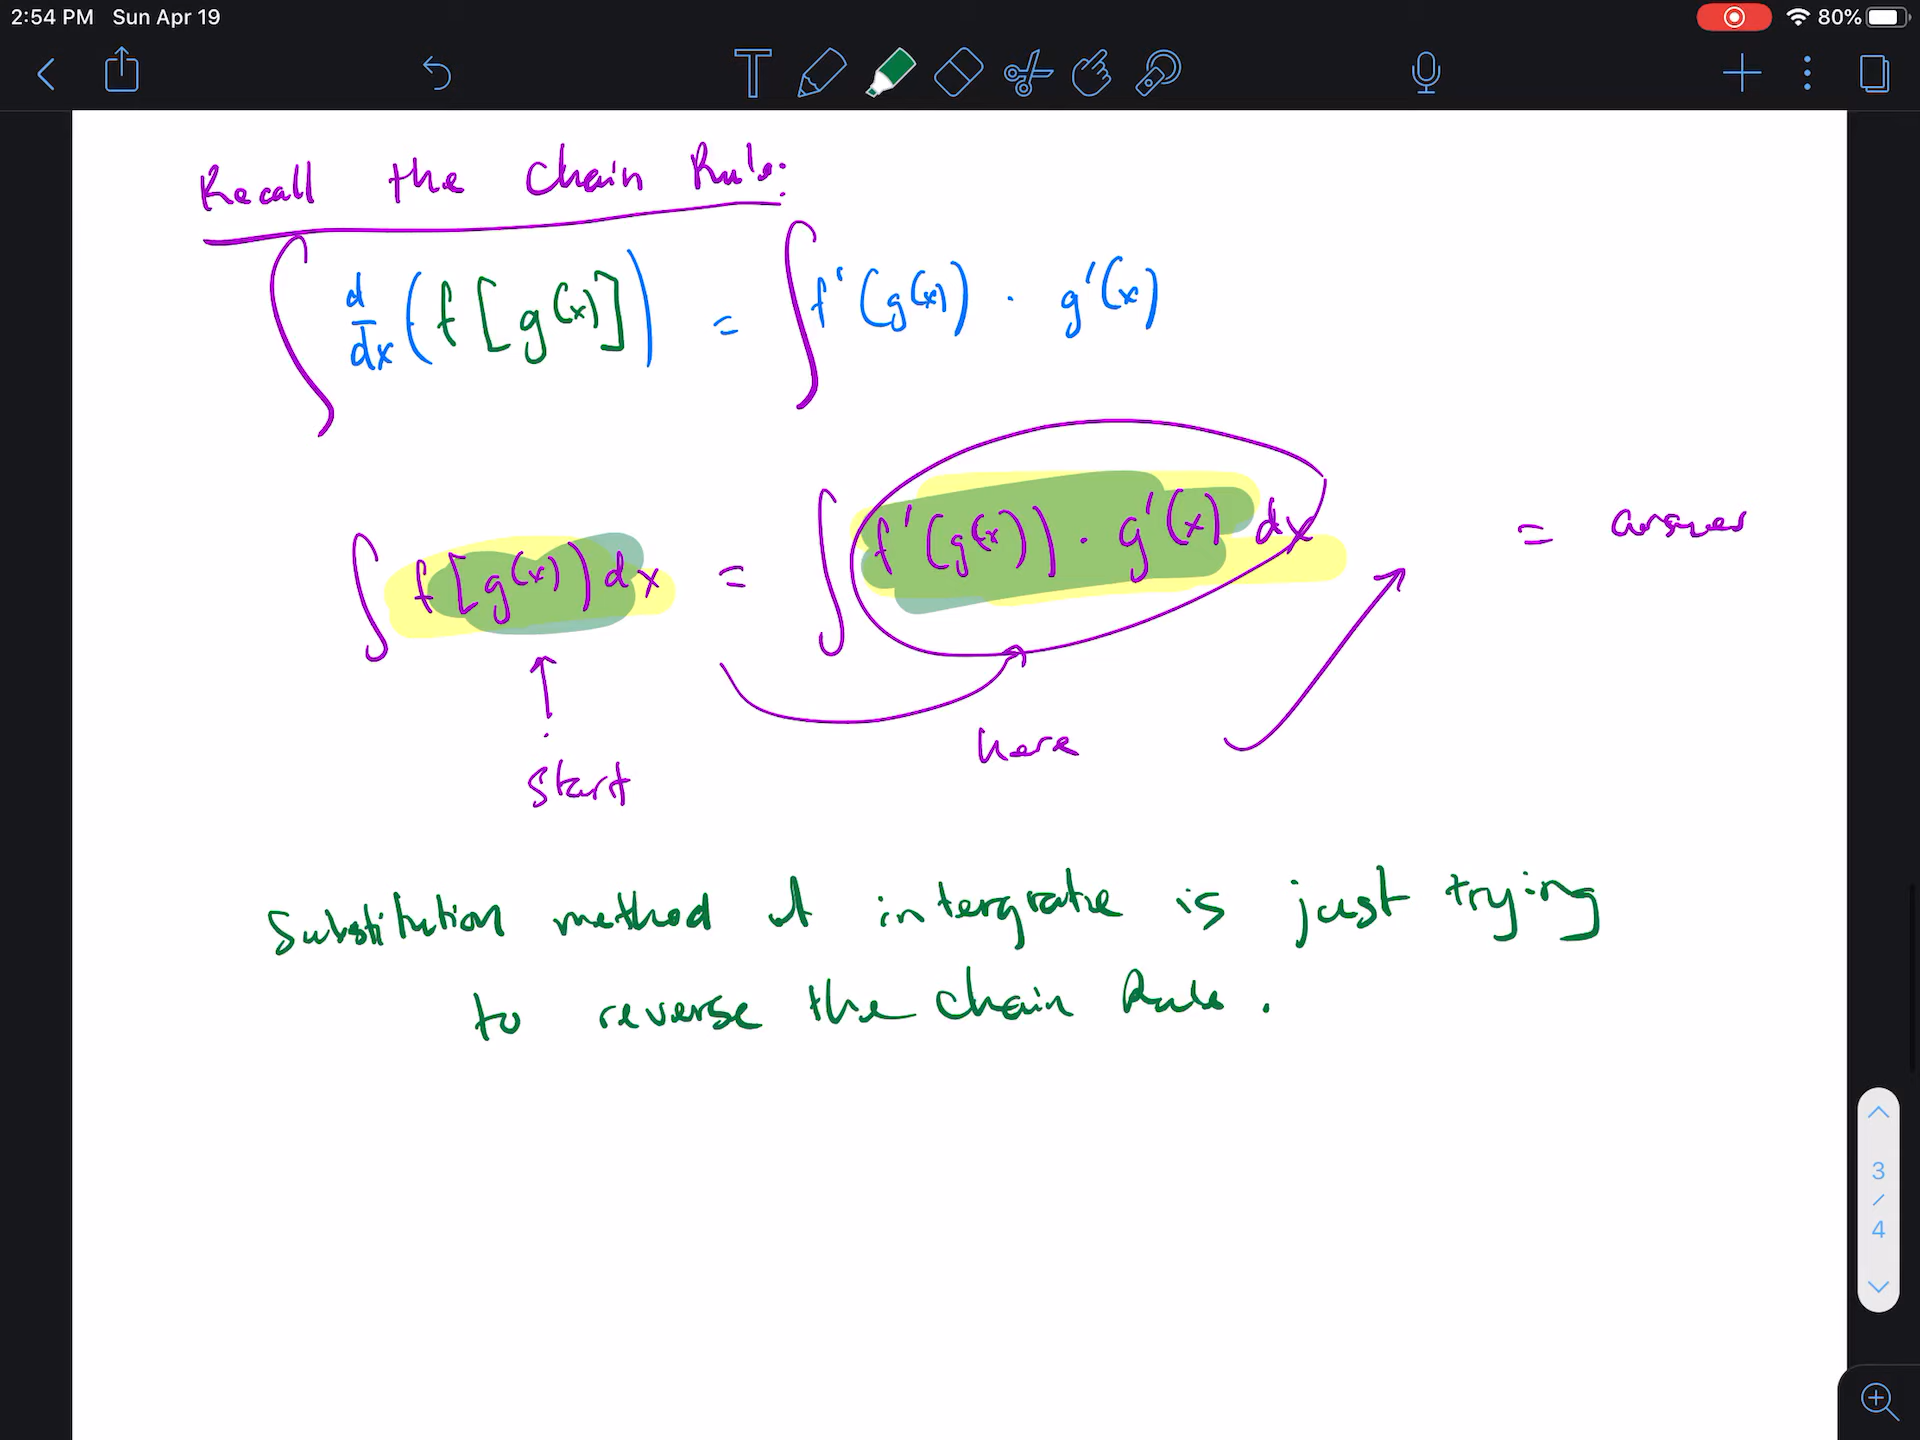 2:54 PM Sun Apr 19 80%
T
Recall the Chain Rule:
∫ d/dx (f[g(x)]) = ∫ f'(g(x)) · g'(x)
∫ f[g(x)] dx = ∫ f'(g(x)) · g'(x) dx = answer
here
start
Substitution method of intergratie is just trying
to reverse the chain Rule.
3
/
4